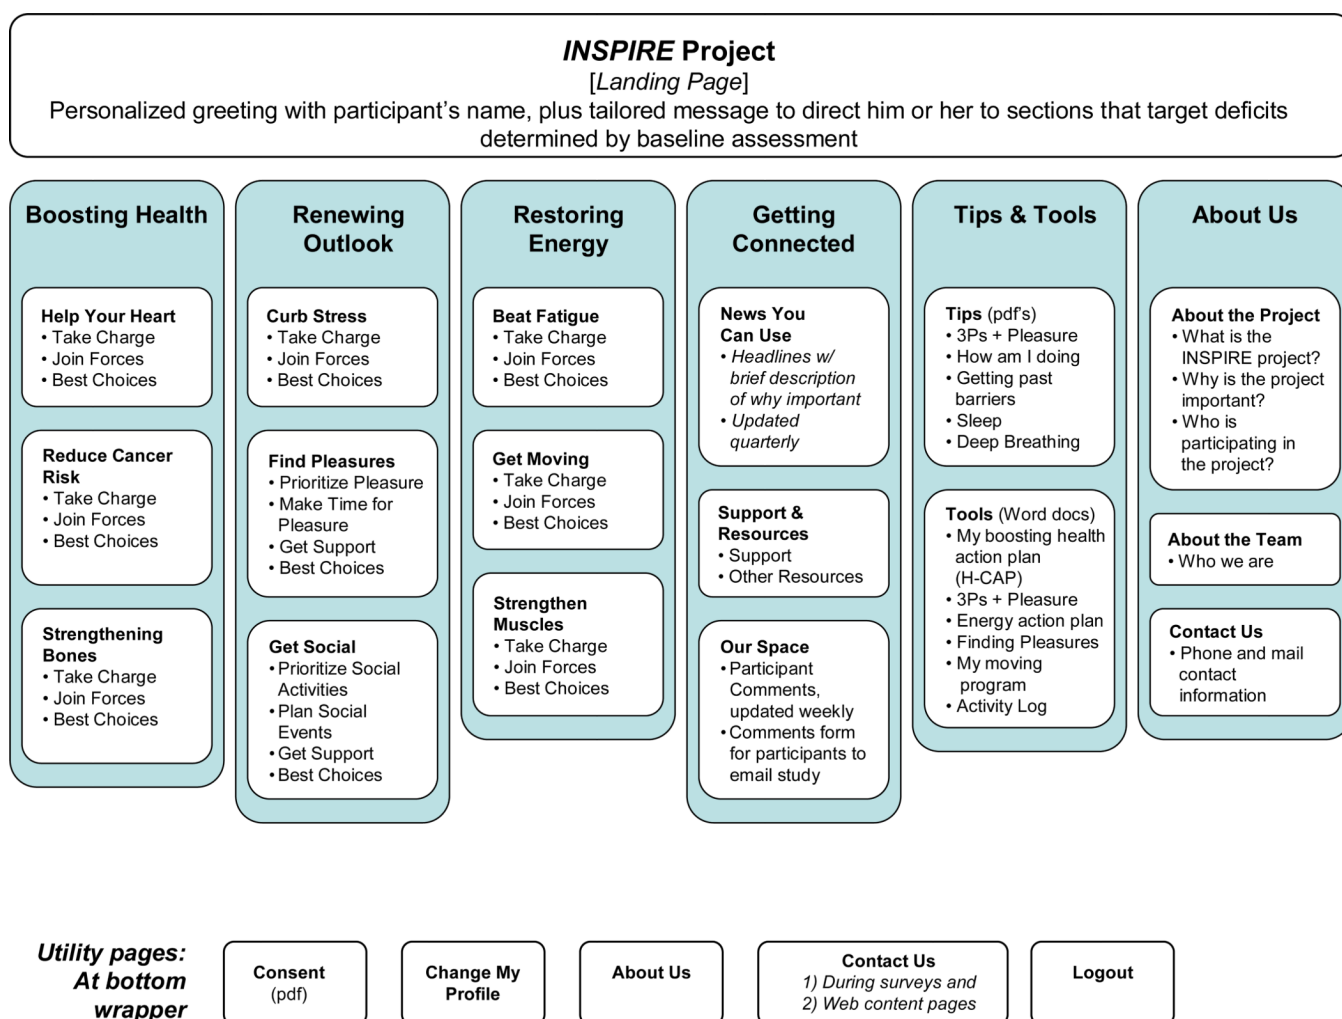 INSPIRE Project
[Landing Page]
Personalized greeting with participant's name, plus tailored message to direct him or her to sections that target deficits
determined by baseline assessment
Boosting Health
Help Your Heart
• Take Charge
• Join Forces
• Best Choices
Reduce Cancer
Risk
• Take Charge
• Join Forces
• Best Choices
Strengthening
Bones
• Take Charge
• Join Forces
• Best Choices
Renewing
Outlook
Curb Stress
• Take Charge
• Join Forces
• Best Choices
Find Pleasures
• Prioritize Pleasure
• Make Time for
Pleasure
• Get Support
• Best Choices
Get Social
• Prioritize Social
Activities
• Plan Social
Events
• Get Support
• Best Choices
Restoring
Energy
Beat Fatigue
• Take Charge
• Join Forces
• Best Choices
Get Moving
• Take Charge
• Join Forces
• Best Choices
Strengthen
Muscles
• Take Charge
• Join Forces
• Best Choices
Getting
Connected
News You
Can Use
• Headlines w/
brief description
of why important
• Updated
quarterly
Support &
Resources
• Support
• Other Resources
Our Space
• Participant
Comments,
updated weekly
• Comments form
for participants to
email study
Tips & Tools
Tips (pdf's)
• 3Ps + Pleasure
• How am I doing
• Getting past
barriers
• Sleep
• Deep Breathing
Tools (Word docs)
• My boosting health
action plan
(H-CAP)
• 3Ps + Pleasure
• Energy action plan
• Finding Pleasures
• My moving
program
• Activity Log
About Us
About the Project
• What is the
INSPIRE project?
• Why is the project
important?
• Who is
participating in
the project?
About the Team
• Who we are
Contact Us
• Phone and mail
contact
information
Utility pages:
At bottom
wrapper
Consent
(pdf)
Change My
Profile
About Us
Contact Us
1) During surveys and
2) Web content pages
Logout